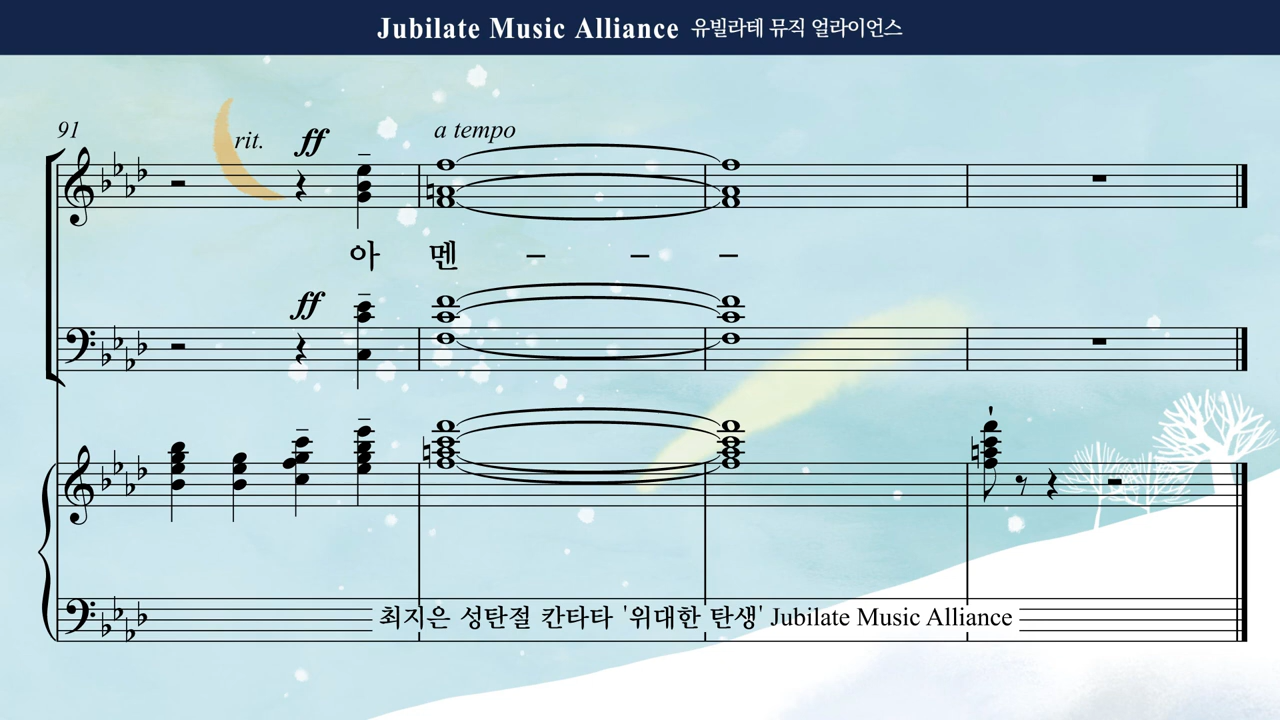 Jubilate Music Alliance 유빌라테 뮤직 얼라이언스
91
rit.
ff
a tempo
아 멘 – – –
ff
최지은 성탄절 칸타타 '위대한 탄생' Jubilate Music Alliance